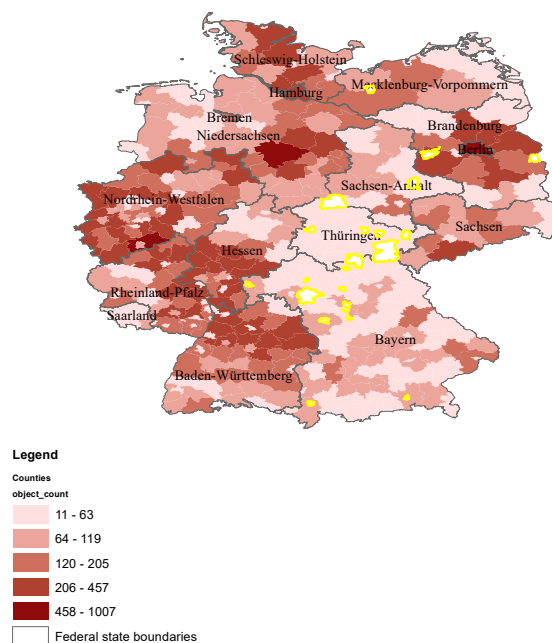 Schleswig-Holstein
Mecklenburg-Vorpommern
Hamburg
Bremen
Niedersachsen
Brandenburg
Berlin
Sachsen-Anhalt
Nordrhein-Westfalen
Sachsen
Thüringen
Hessen
Rheinland-Pfalz
Saarland
Bayern
Baden-Württemberg
Legend
Counties
object_count
11 - 63
64 - 119
120 - 205
206 - 457
458 - 1007
Federal state boundaries